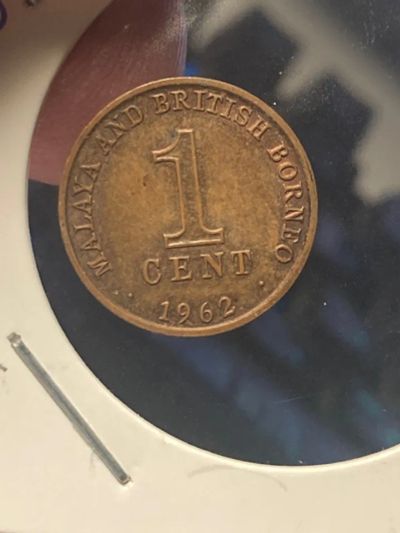 MALAYA AND BRITISH BORNEO
1
CENT
1962